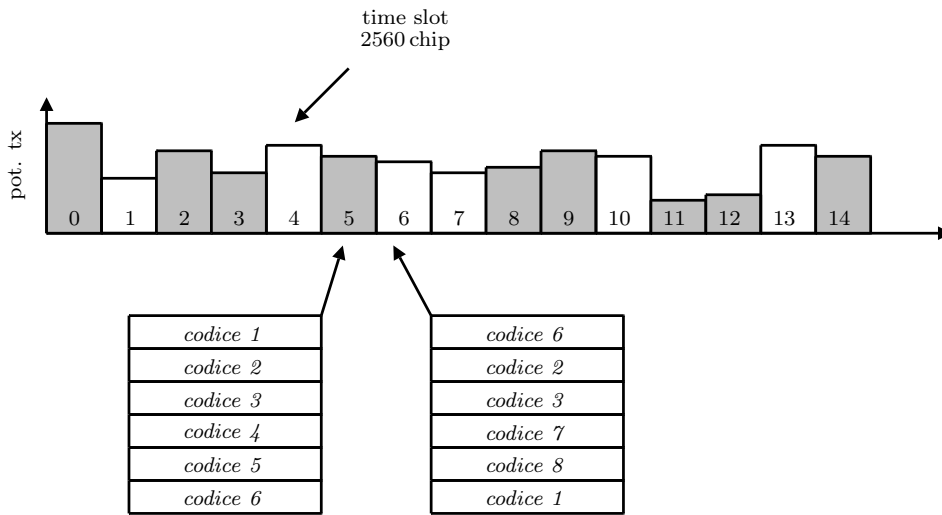 time slot
2560 chip
pot. tx
0 1 2 3 4 5 6 7 8 9 10 11 12 13 14
codice 1
codice 2
codice 3
codice 4
codice 5
codice 6
codice 6
codice 2
codice 3
codice 7
codice 8
codice 1